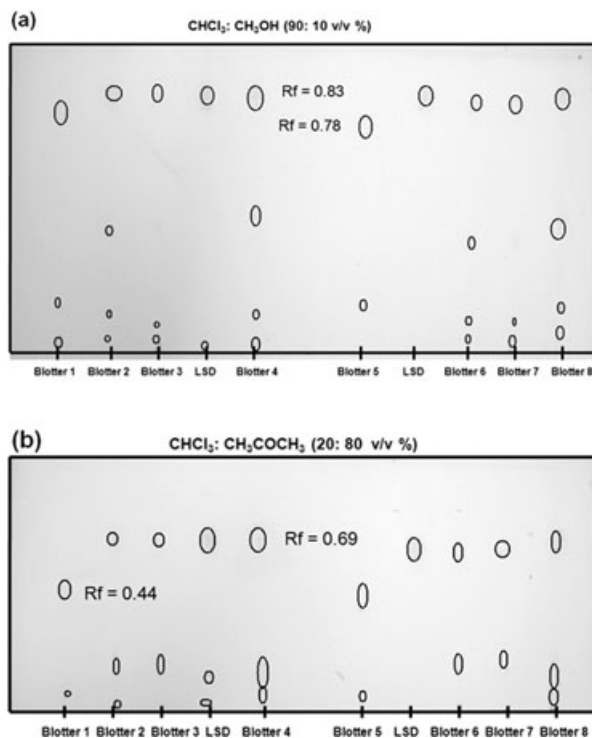 (a)
CHCl₃: CH₃OH (90: 10 v/v %)
Rf = 0.83
Rf = 0.78
Blotter 1 Blotter 2 Blotter 3 LSD Blotter 4 Blotter 5 LSD Blotter 6 Blotter 7 Blotter 8
(b)
CHCl₃: CH₃COCH₃ (20: 80 v/v %)
Rf = 0.69
Rf = 0.44
Blotter 1 Blotter 2 Blotter 3 LSD Blotter 4 Blotter 5 LSD Blotter 6 Blotter 7 Blotter 8